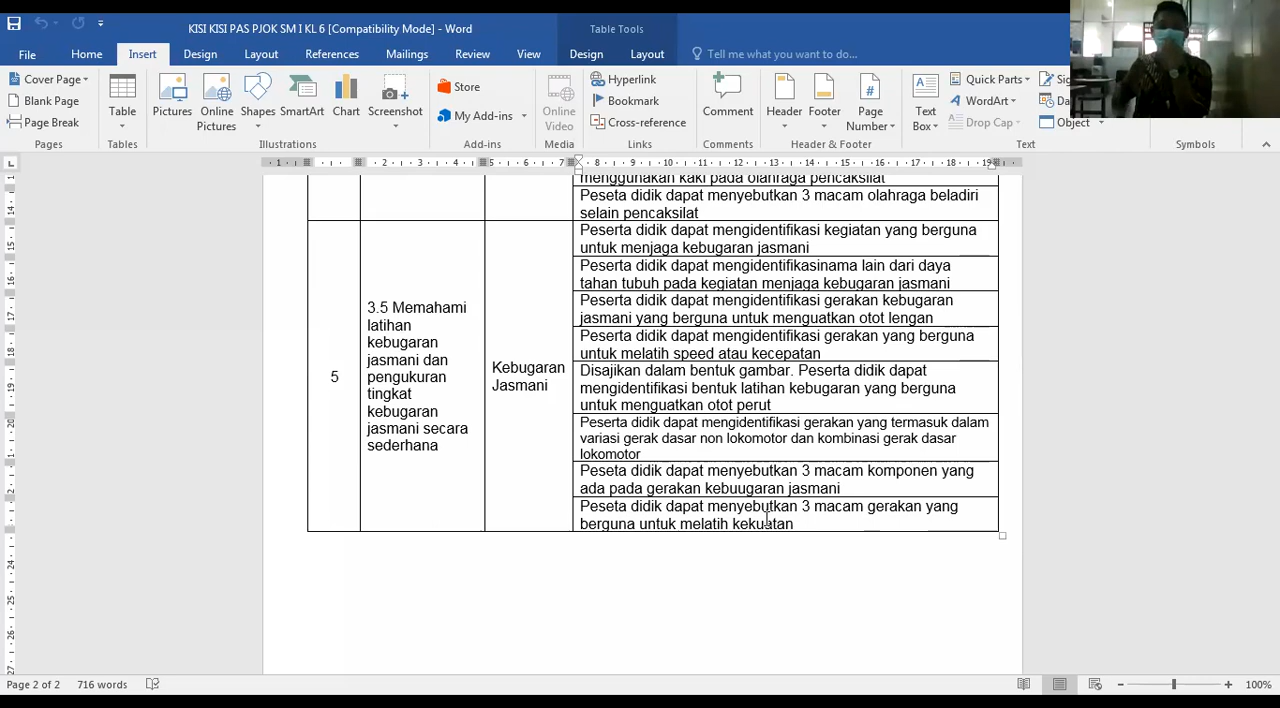 KISI KISI PAS PJOK SM I KL 6 [Compatibility Mode] - Word
Table Tools
File
Home
Insert
Design
Layout
References
Mailings
Review
View
Design
Layout
Tell me what you want to do...
Cover Page
Blank Page
Page Break
Pages
Table
Tables
Pictures
Online
Pictures
Shapes
SmartArt
Chart
Screenshot
Illustrations
Store
My Add-ins
Add-ins
Online
Video
Media
Hyperlink
Bookmark
Cross-reference
Links
Comment
Comments
Header
Footer
Page
Number
Header & Footer
Text
Box
Quick Parts
WordArt
Drop Cap
Object
Text
Symbols
menggunakan kaki pada olahraga pencaksilat
Peseta didik dapat menyebutkan 3 macam olahraga beladiri
selain pencaksilat
5
3.5 Memahami
latihan
kebugaran
jasmani dan
pengukuran
tingkat
kebugaran
jasmani secara
sederhana
Kebugaran
Jasmani
Peserta didik dapat mengidentifikasi kegiatan yang berguna
untuk menjaga kebugaran jasmani
Peserta didik dapat mengidentifikasinama lain dari daya
tahan tubuh pada kegiatan menjaga kebugaran jasmani
Peserta didik dapat mengidentifikasi gerakan kebugaran
jasmani yang berguna untuk menguatkan otot lengan
Peserta didik dapat mengidentifikasi gerakan yang berguna
untuk melatih speed atau kecepatan
Disajikan dalam bentuk gambar. Peserta didik dapat
mengidentifikasi bentuk latihan kebugaran yang berguna
untuk menguatkan otot perut
Peserta didik dapat mengidentifikasi gerakan yang termasuk dalam
variasi gerak dasar non lokomotor dan kombinasi gerak dasar
lokomotor
Peseta didik dapat menyebutkan 3 macam komponen yang
ada pada gerakan kebuugaran jasmani
Peseta didik dapat menyebutkan 3 macam gerakan yang
berguna untuk melatih kekuatan
Page 2 of 2
716 words
100%